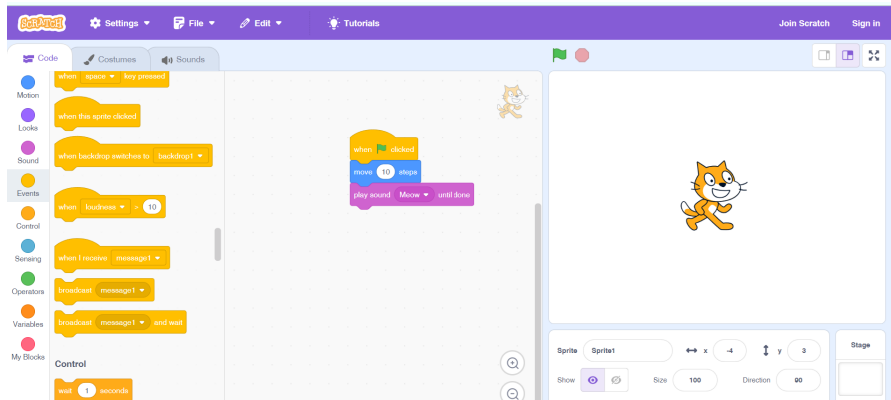 SCRATCH
Settings
File
Edit
Tutorials
Join Scratch
Sign in
Code
Costumes
Sounds
Motion
Looks
Sound
Events
Control
Sensing
Operators
Variables
My Blocks
when space key pressed
when this sprite clicked
when backdrop switches to backdrop1
when loudness > 10
when I receive message1
broadcast message1
broadcast message1 and wait
Control
wait 1 seconds
when clicked
move 10 steps
play sound Meow until done
Sprite Sprite1 x -4 y 3
Show Size 100 Direction 90
Stage